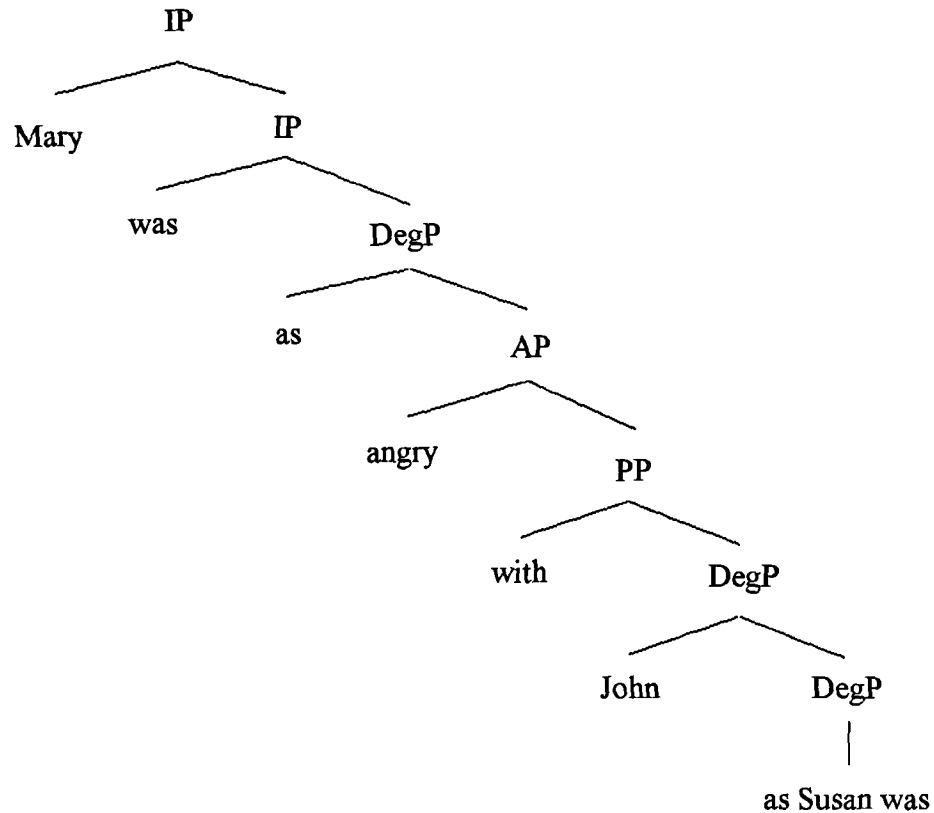 IP
Mary IP
was DegP
as AP
angry PP
with DegP
John DegP
as Susan was